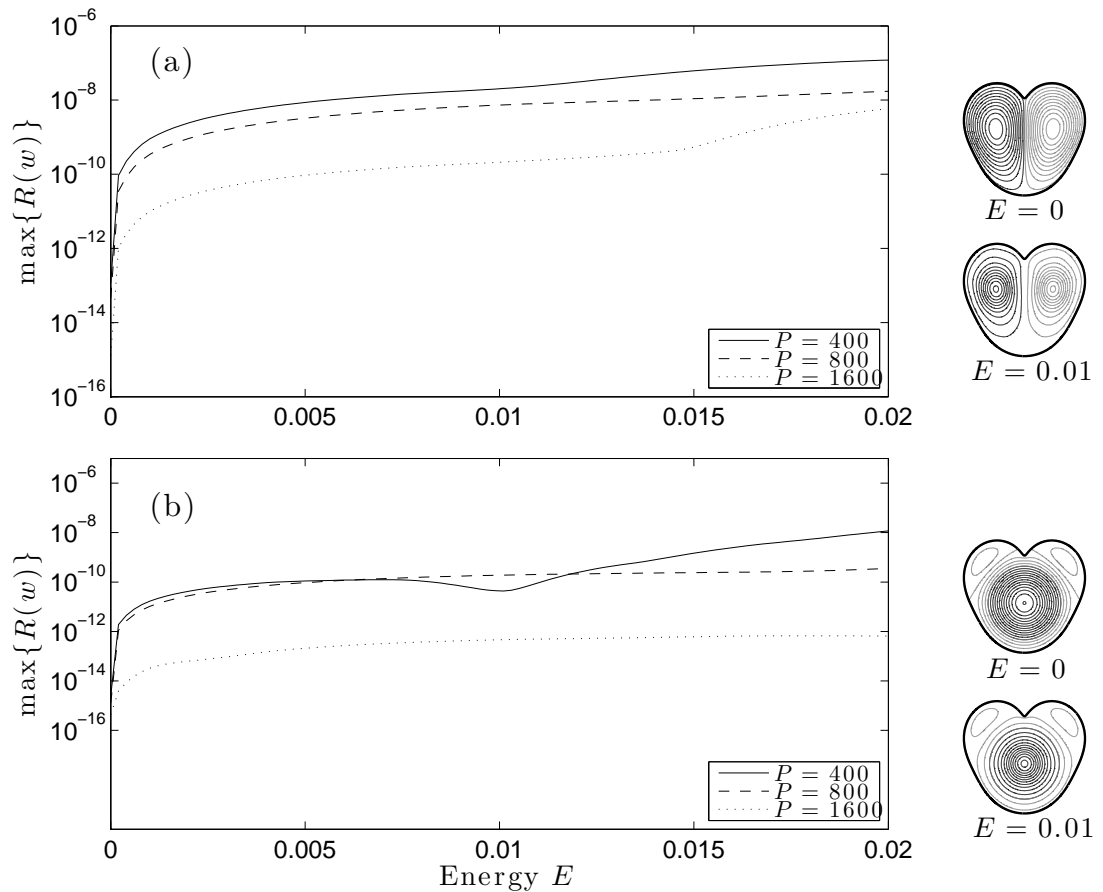 10⁻⁶
(a)
10⁻⁸
10⁻¹⁰
10⁻¹²
10⁻¹⁴
10⁻¹⁶
max{R(w)}
P = 400
P = 800
P = 1600
0 0.005 0.01 0.015 0.02
E = 0
E = 0.01
10⁻⁶
(b)
10⁻⁸
10⁻¹⁰
10⁻¹²
10⁻¹⁴
10⁻¹⁶
max{R(w)}
P = 400
P = 800
P = 1600
0 0.005 0.01 0.015 0.02
Energy E
E = 0
E = 0.01